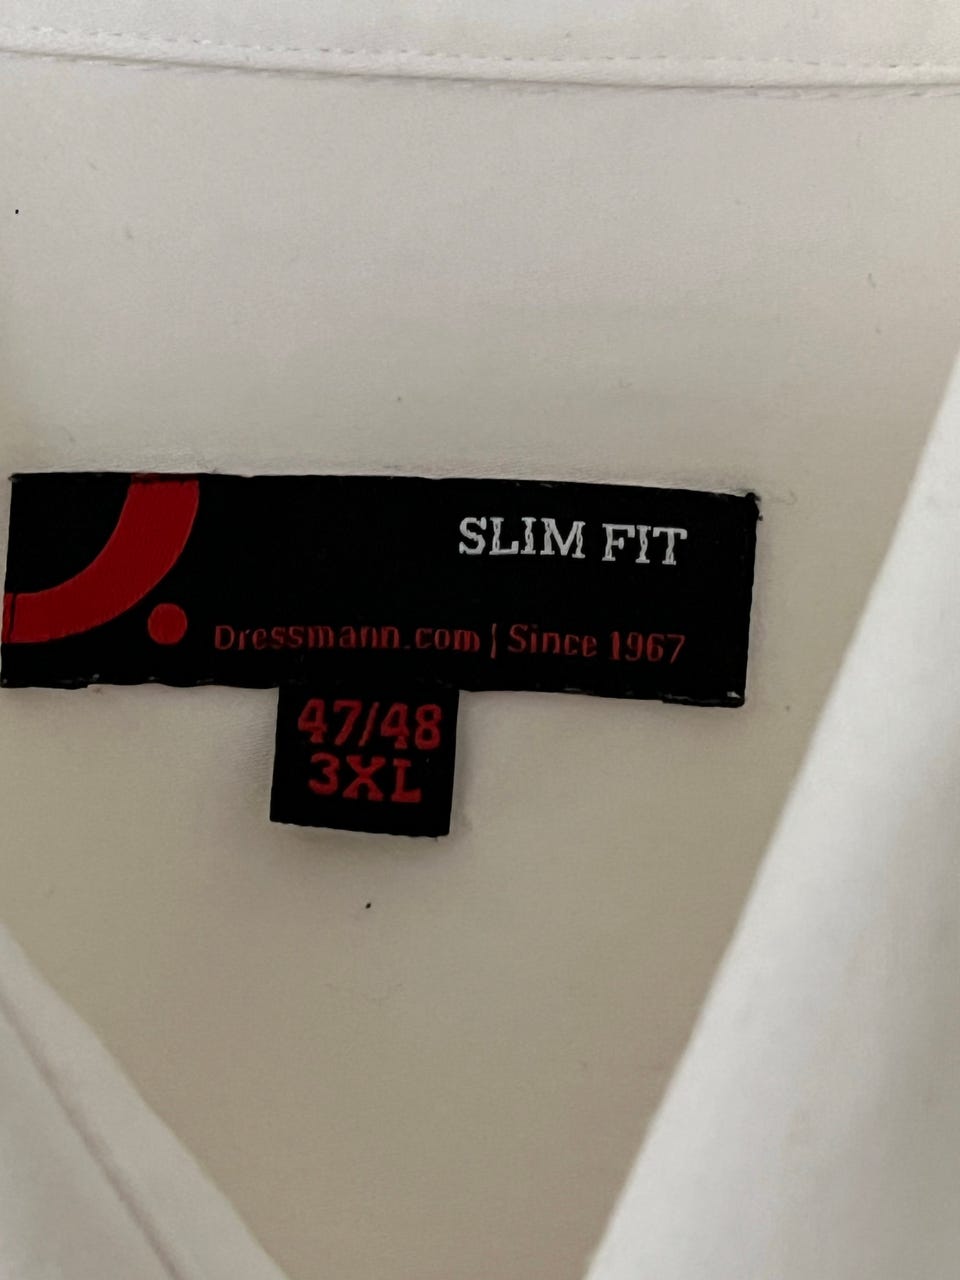 SLIM FIT
Dressmann.com | Since 1967
47/48
3XL